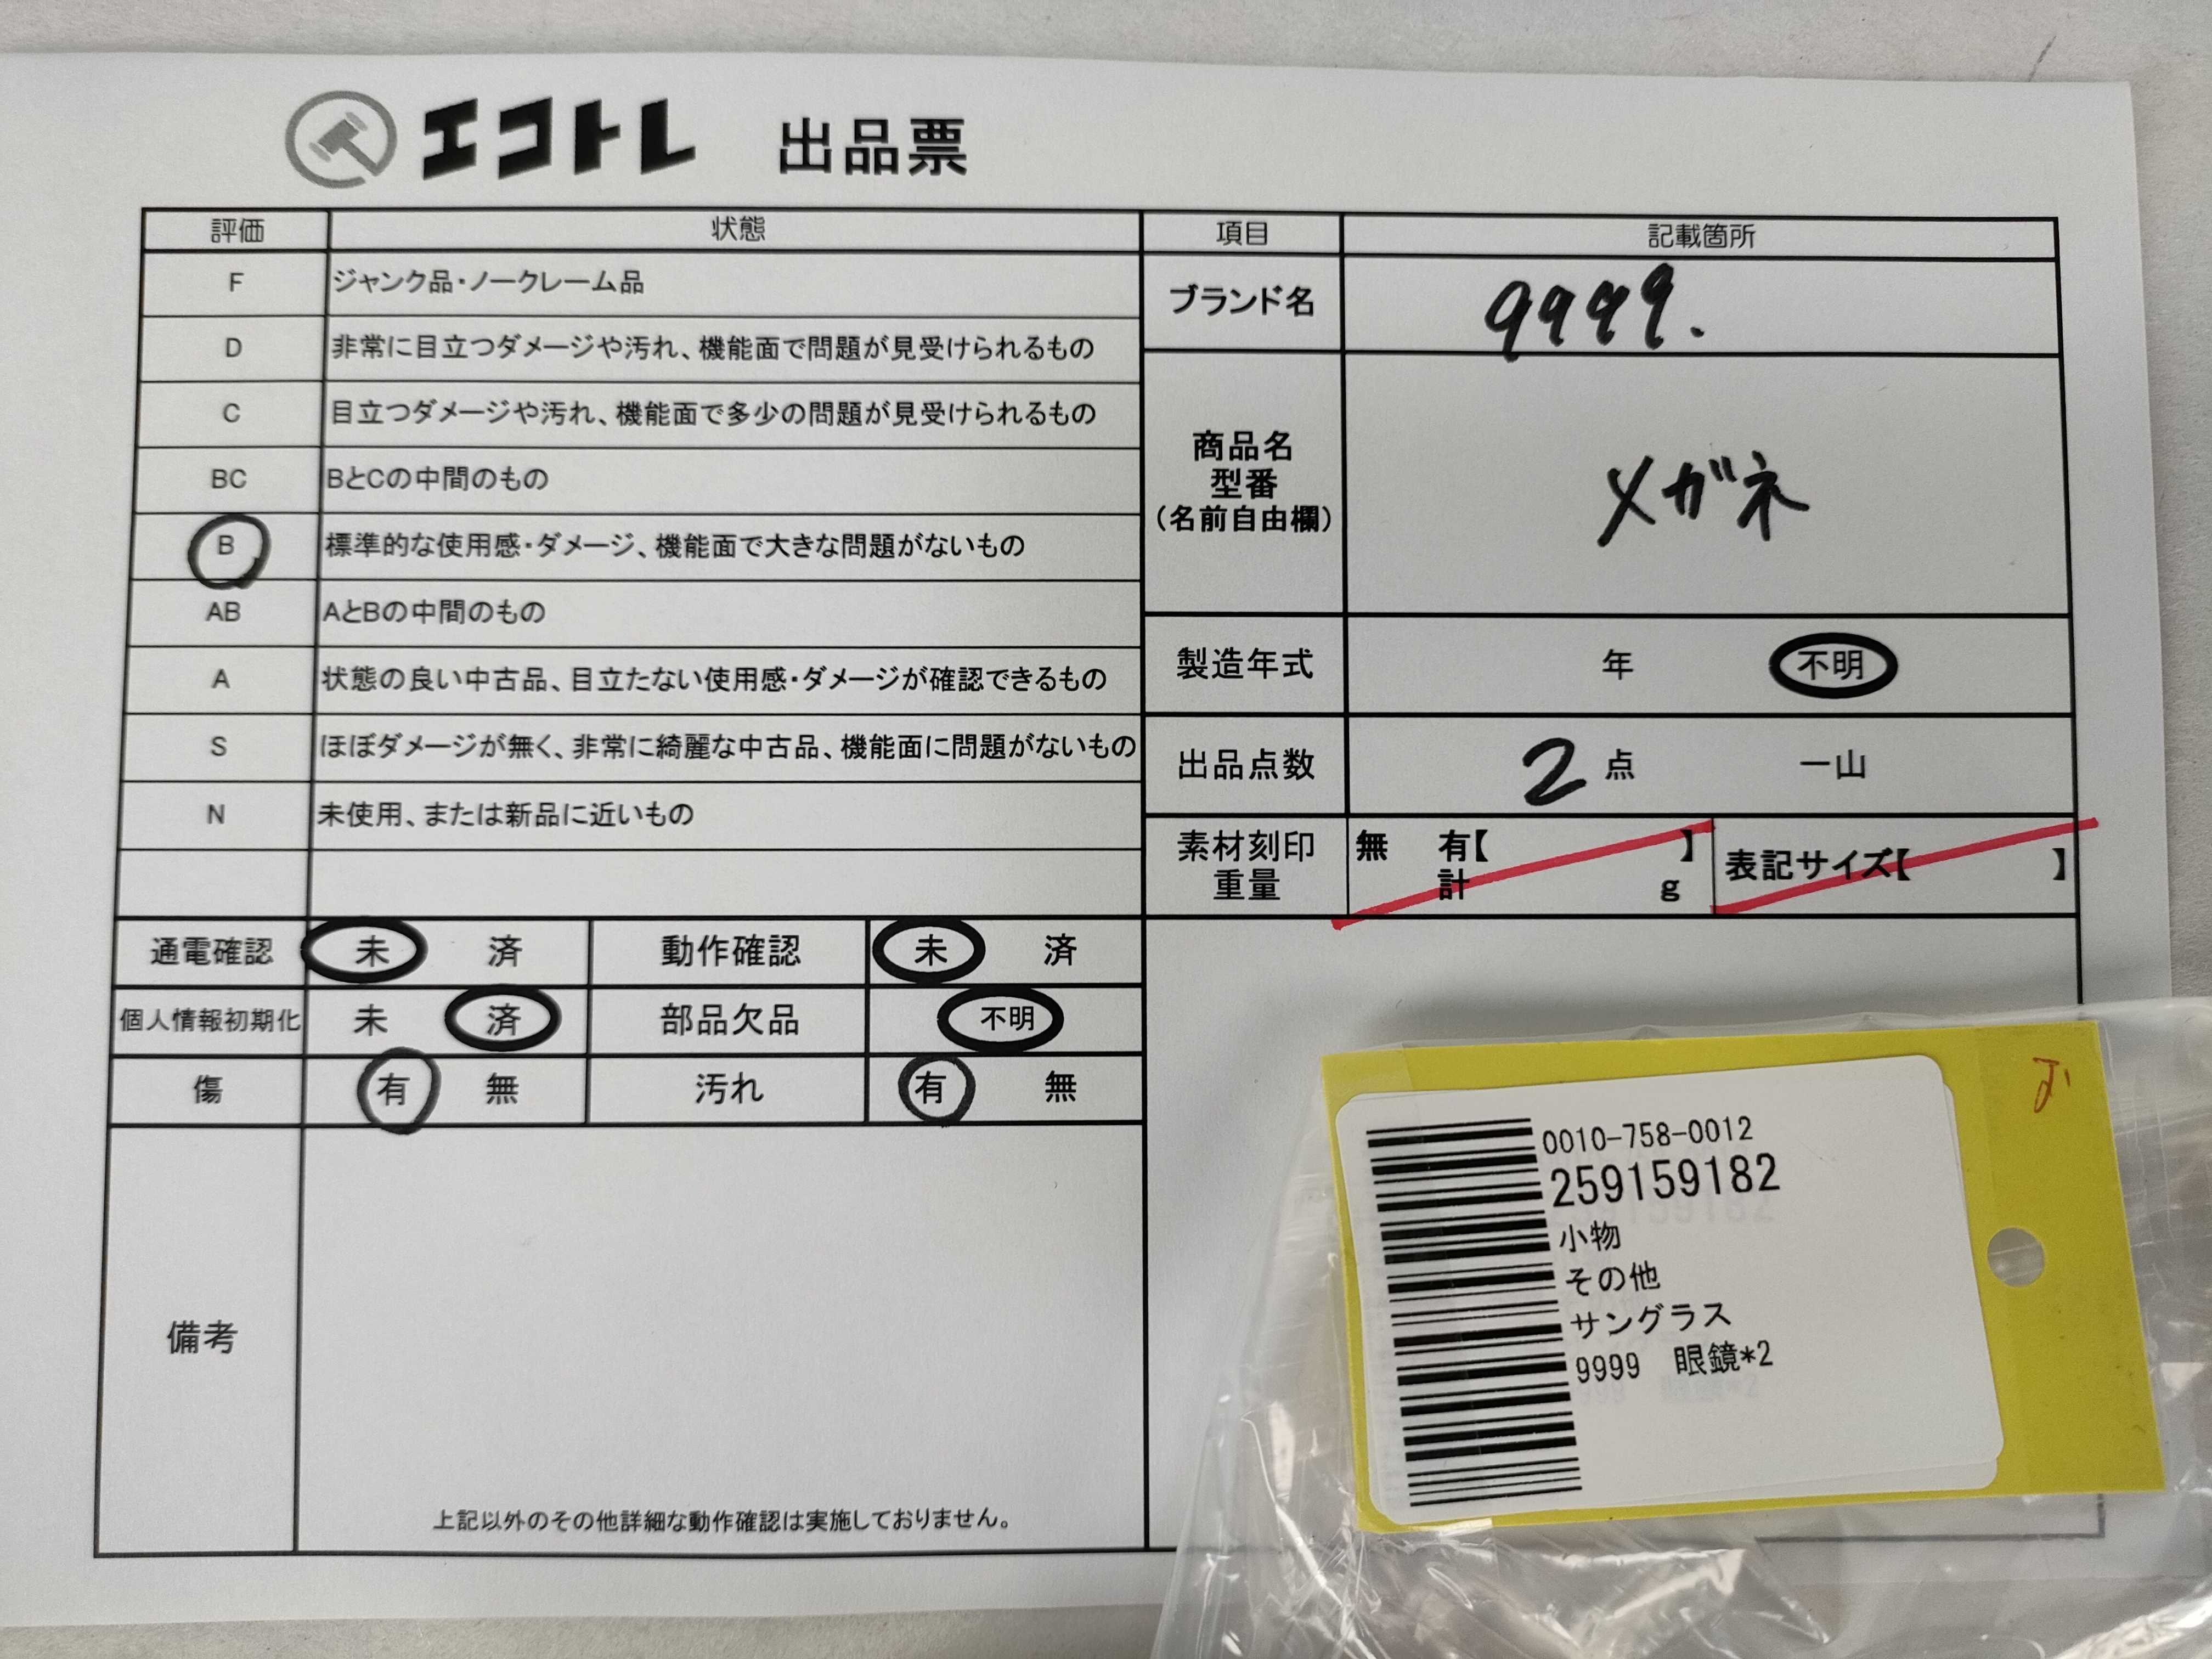 エコトレ 出品票
評価 状態
F ジャンク品・ノークレーム品
D 非常に目立つダメージや汚れ、機能面で問題が見受けられるもの
C 目立つダメージや汚れ、機能面で多少の問題が見受けられるもの
BC BとCの中間のもの
B 標準的な使用感・ダメージ、機能面で大きな問題がないもの
AB AとBの中間のもの
A 状態の良い中古品、目立たない使用感・ダメージが確認できるもの
S ほぼダメージが無く、非常に綺麗な中古品、機能面に問題がないもの
N 未使用、または新品に近いもの
項目 記載箇所
ブランド名 9999.
商品名
型番
(名前自由欄)
メガネ
製造年式 年 不明
出品点数 2 点 一山
素材刻印
重量
無 有【 】
計 g
表記サイズ【 】
通電確認 未 済 動作確認 未 済
個人情報初期化 未 済 部品欠品 不明
傷 有 無 汚れ 有 無
備考
上記以外のその他詳細な動作確認は実施しておりません。
0010-758-0012
259159182
小物
その他
サングラス
9999 眼鏡*2